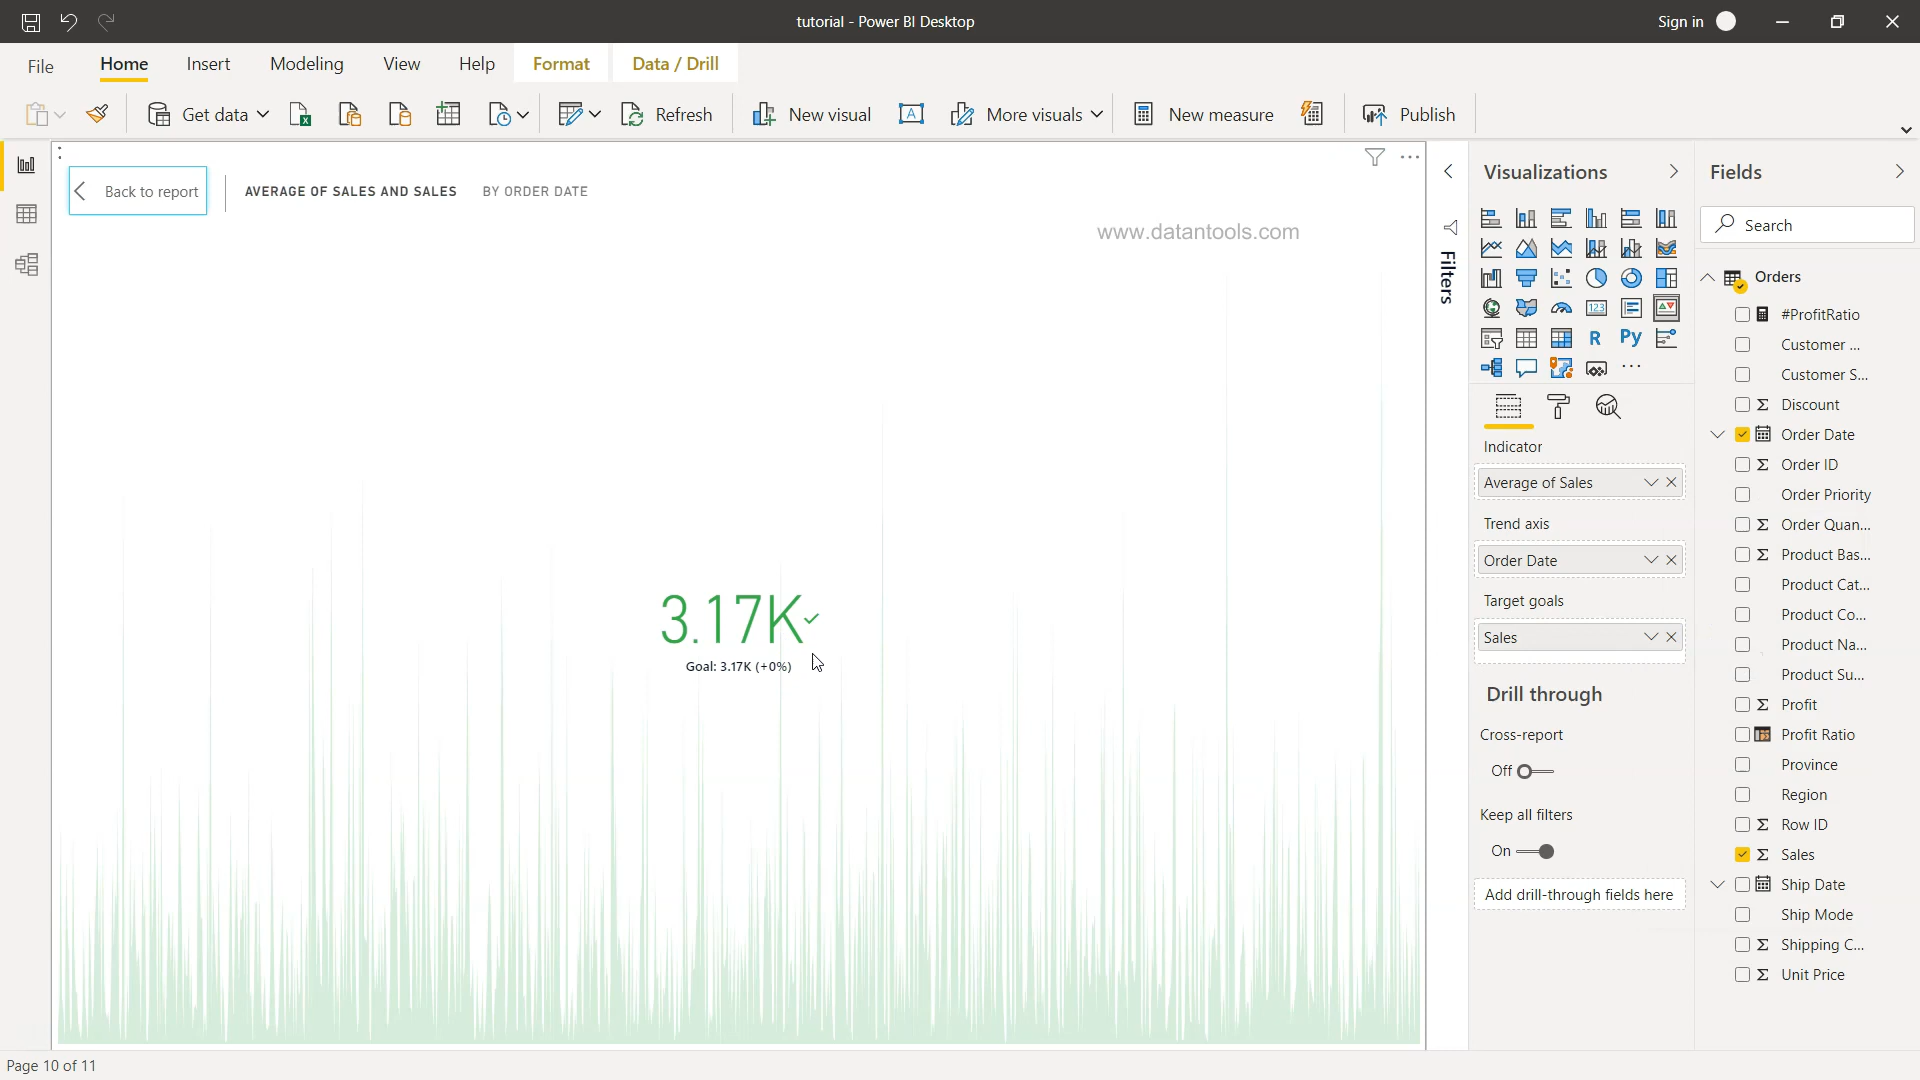 tutorial - Power BI Desktop
Sign in
File
Home
Insert
Modeling
View
Help
Format
Data / Drill
Get data
Refresh
New visual
More visuals
New measure
Publish
Back to report
AVERAGE OF SALES AND SALES
BY ORDER DATE
www.datantools.com
3.17K
Goal: 3.17K (+0%)
Filters
Visualizations
123
R
Py
Indicator
Average of Sales
Trend axis
Order Date
Target goals
Sales
Drill through
Cross-report
Off
Keep all filters
On
Add drill-through fields here
Fields
Search
Orders
#ProfitRatio
Customer ...
Customer S...
Σ Discount
Order Date
Σ Order ID
Order Priority
Σ Order Quan...
Σ Product Bas...
Product Cat...
Product Co...
Product Na...
Product Su...
Σ Profit
Profit Ratio
Province
Region
Σ Row ID
Σ Sales
Ship Date
Ship Mode
Σ Shipping C...
Σ Unit Price
Page 10 of 11